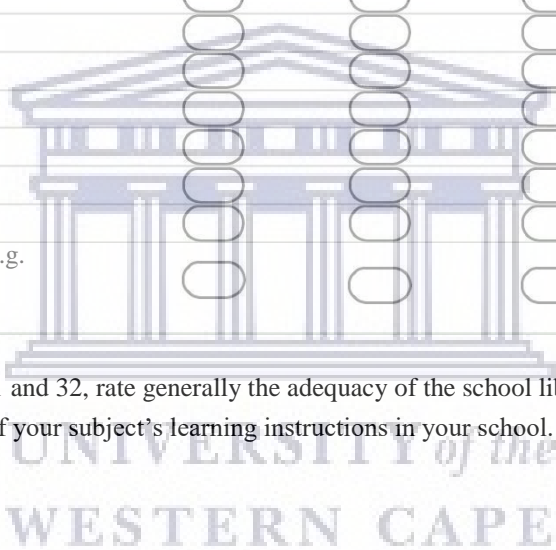 .g.
and 32, rate generally the adequacy of the school
your subject's learning instructions in your school.
UNIVERSITY of the
WESTERN CAPE